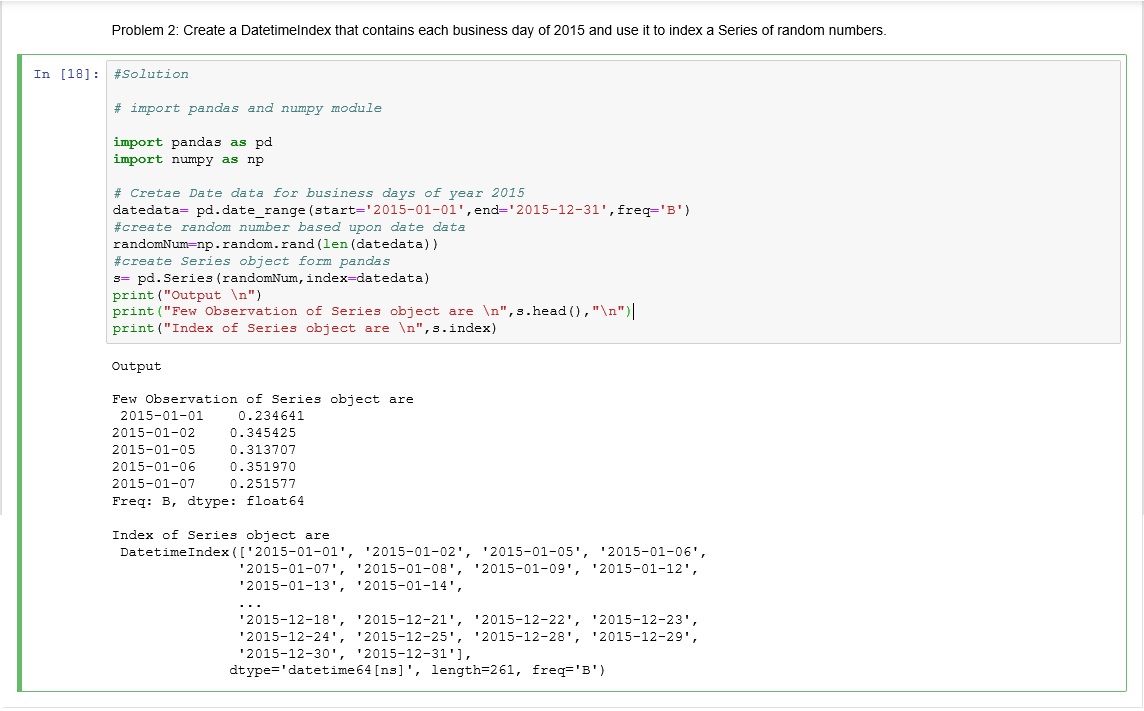 Problem 2: Create a DatetimeIndex that contains each business day of 2015 and use it to index a Series of random numbers.
In [18]: #Solution
# import pandas and numpy module
import pandas as pd
import numpy as np
# Cretae Date data for business days of year 2015
datedata= pd.date_range(start='2015-01-01',end='2015-12-31',freq='B')
#create random number based upon date data
randomNum=np.random.rand(len(datedata))
#create Series object form pandas
s= pd.Series(randomNum,index=datedata)
print("Output \n")
print("Few Observation of Series object are \n",s.head(),"\n")
print("Index of Series object are \n",s.index)
Output
Few Observation of Series object are
2015-01-01    0.234641
2015-01-02    0.345425
2015-01-05    0.313707
2015-01-06    0.351970
2015-01-07    0.251577
Freq: B, dtype: float64
Index of Series object are
DatetimeIndex(['2015-01-01', '2015-01-02', '2015-01-05', '2015-01-06',
'2015-01-07', '2015-01-08', '2015-01-09', '2015-01-12',
'2015-01-13', '2015-01-14',
...
'2015-12-18', '2015-12-21', '2015-12-22', '2015-12-23',
'2015-12-24', '2015-12-25', '2015-12-28', '2015-12-29',
'2015-12-30', '2015-12-31'],
dtype='datetime64[ns]', length=261, freq='B')